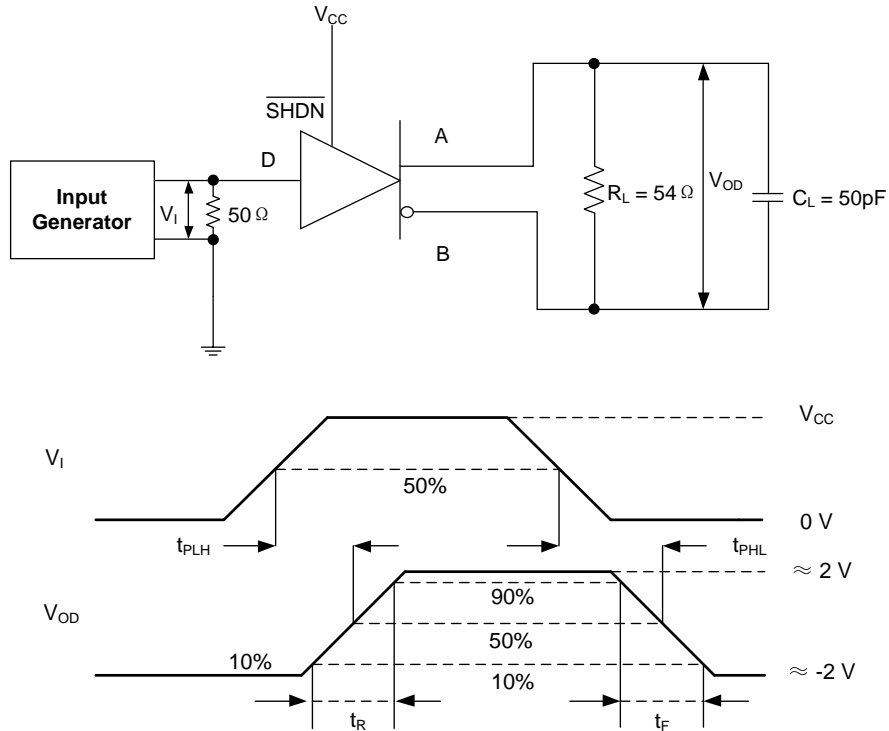 VCC
SHDN
A
D
Input
Generator
VI
50 Ω
RL = 54 Ω
VOD
CL = 50pF
B
VCC
VI
50%
0 V
tPLH
tPHL
≈ 2 V
90%
VOD
50%
10%
10%
≈ -2 V
tR
tF